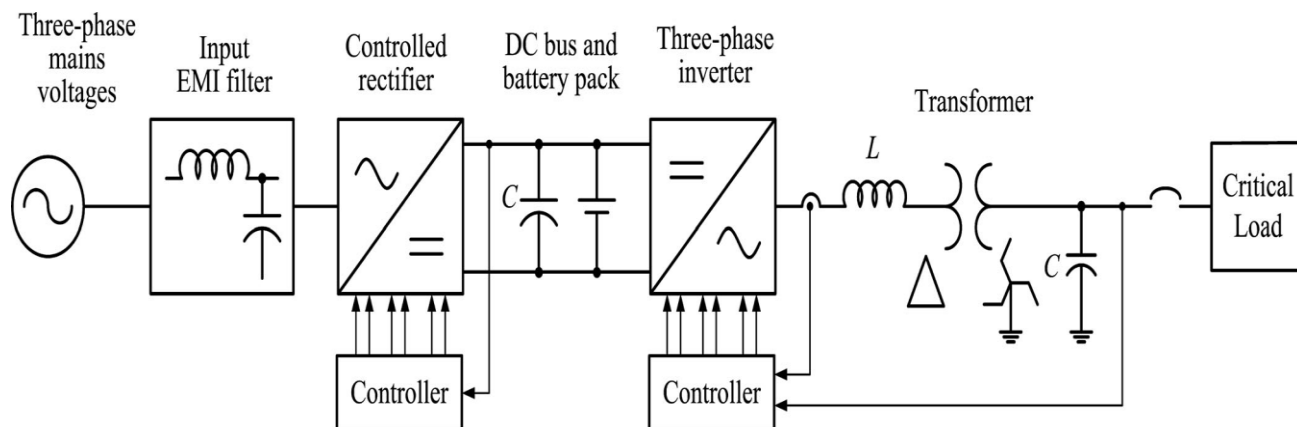 Three-phase
mains
voltages
Input
EMI filter
Controlled
rectifier
DC bus and
battery pack
Three-phase
inverter
Transformer
L
C
C
Critical
Load
Controller
Controller